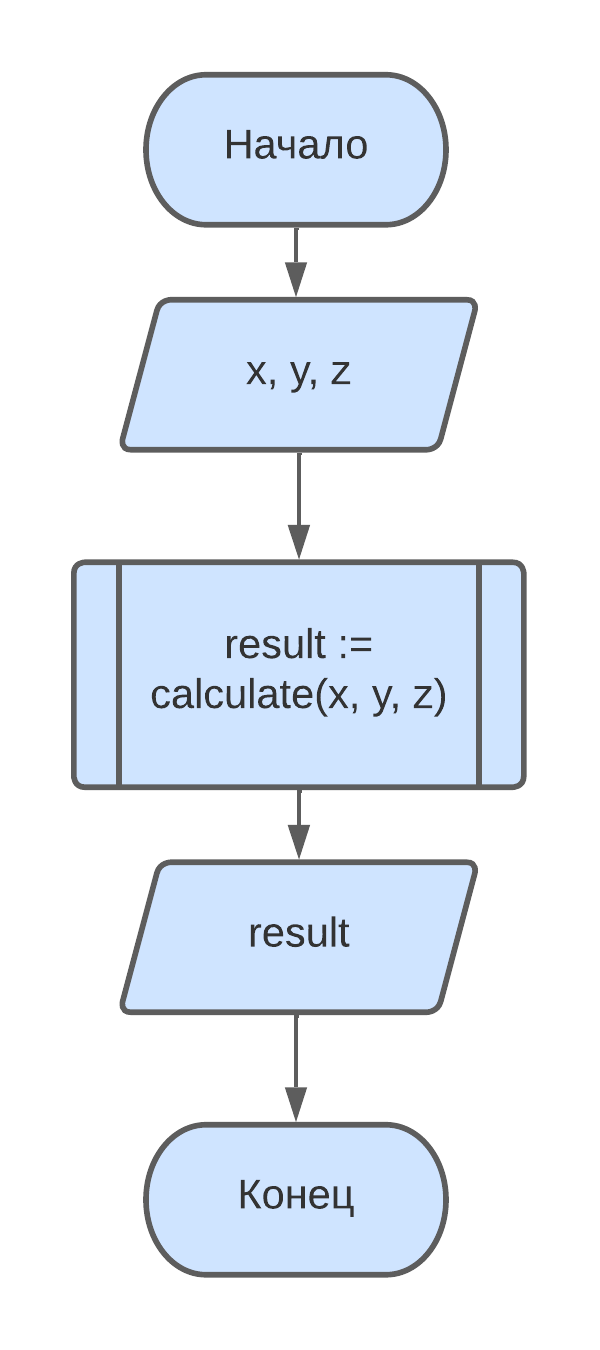 Начало
x, y, z
result :=
calculate(x, y, z)
result
Конец